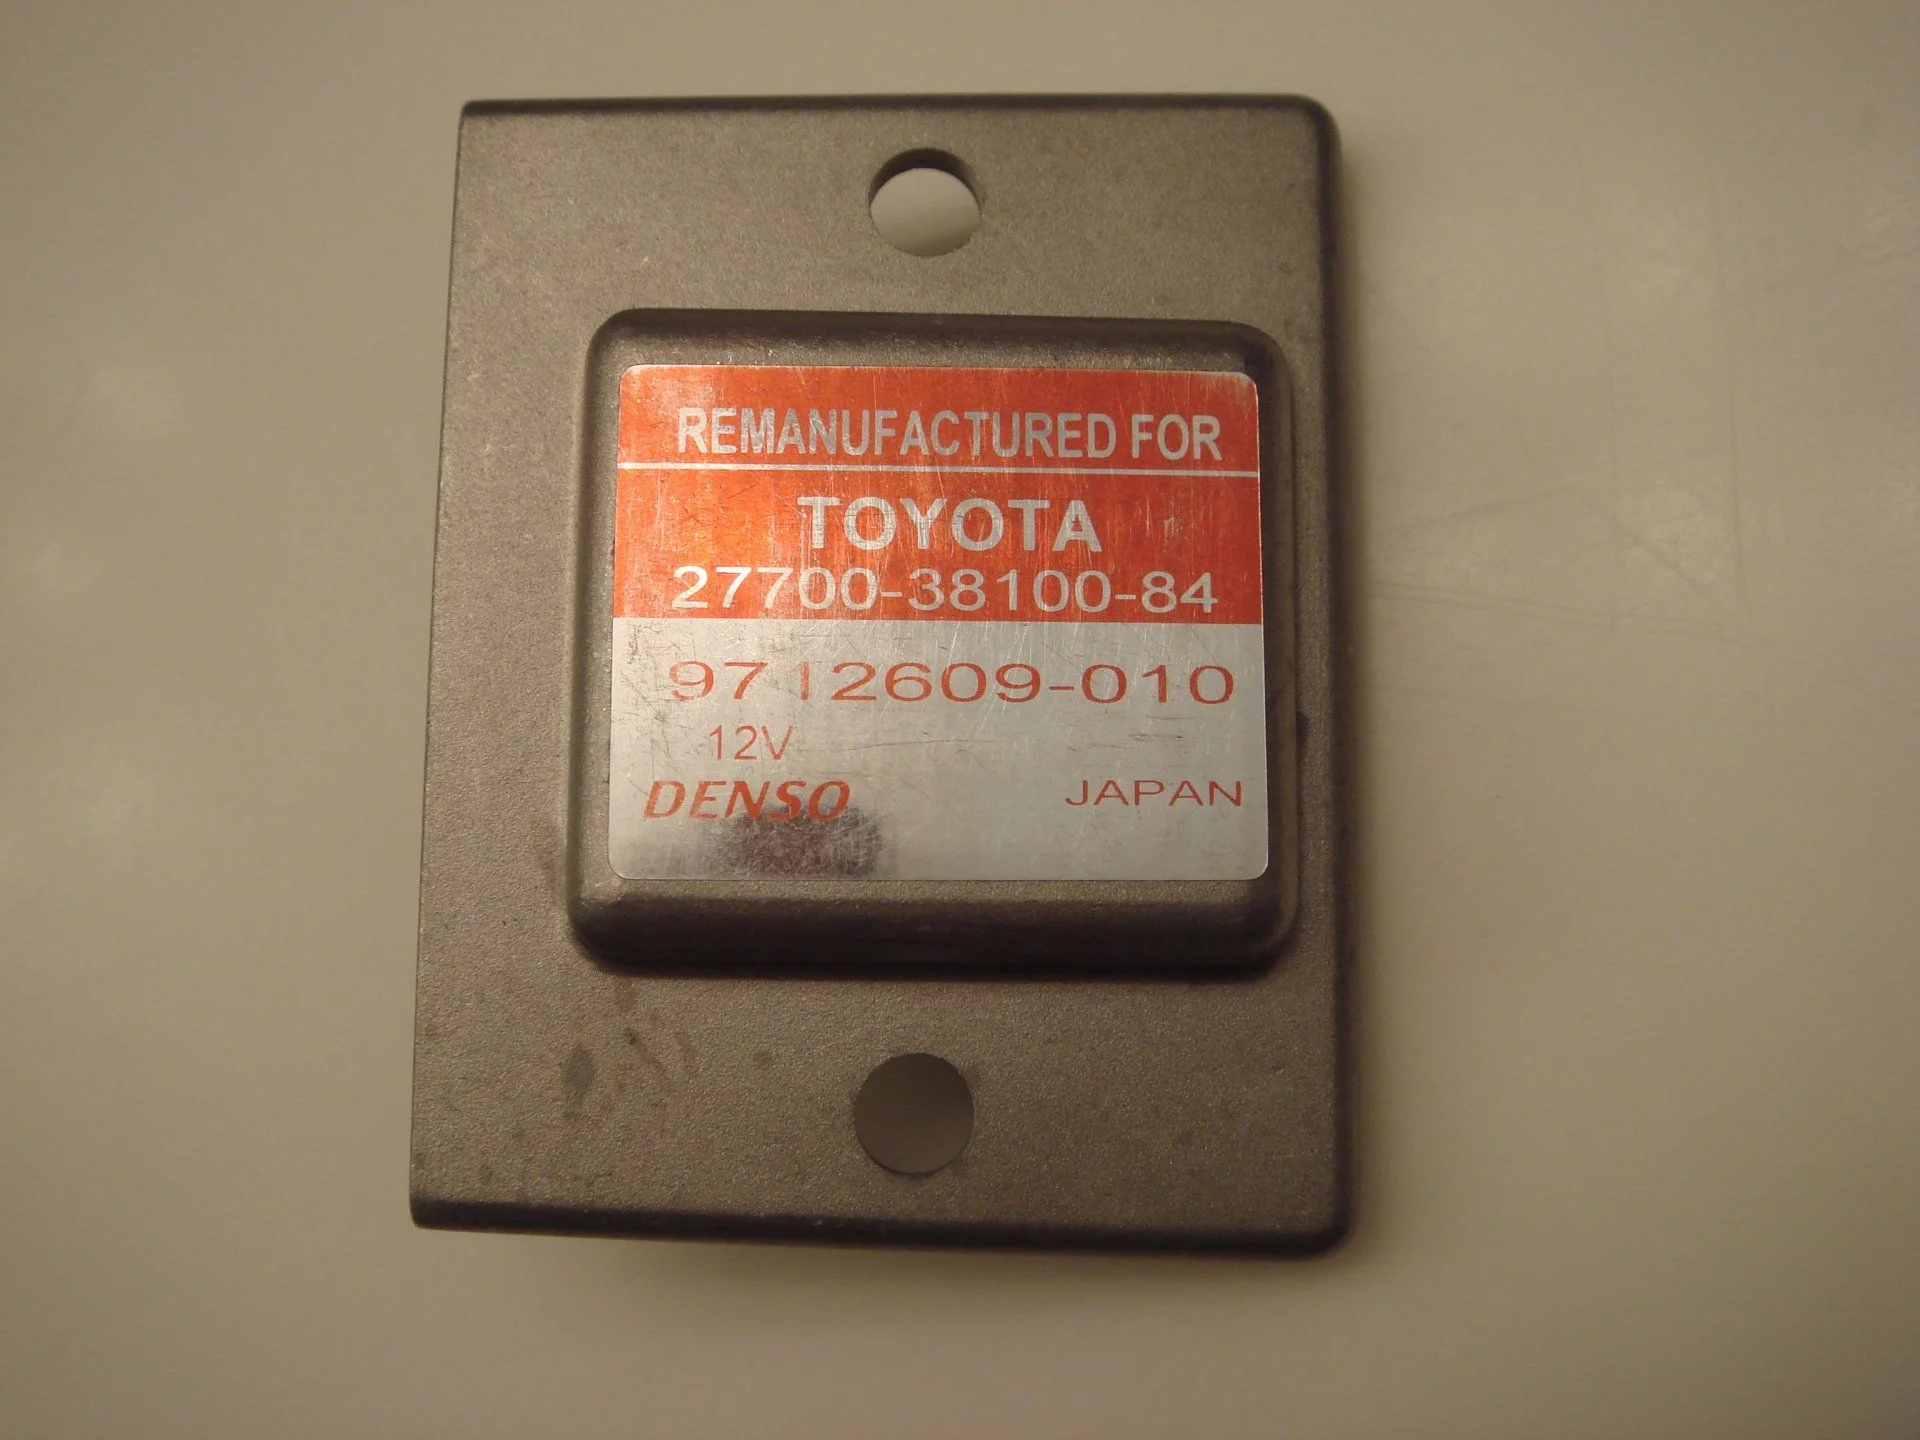 REMANUFACTURED FOR
TOYOTA
27700-38100-84
9712609-010
12V
DENSO JAPAN